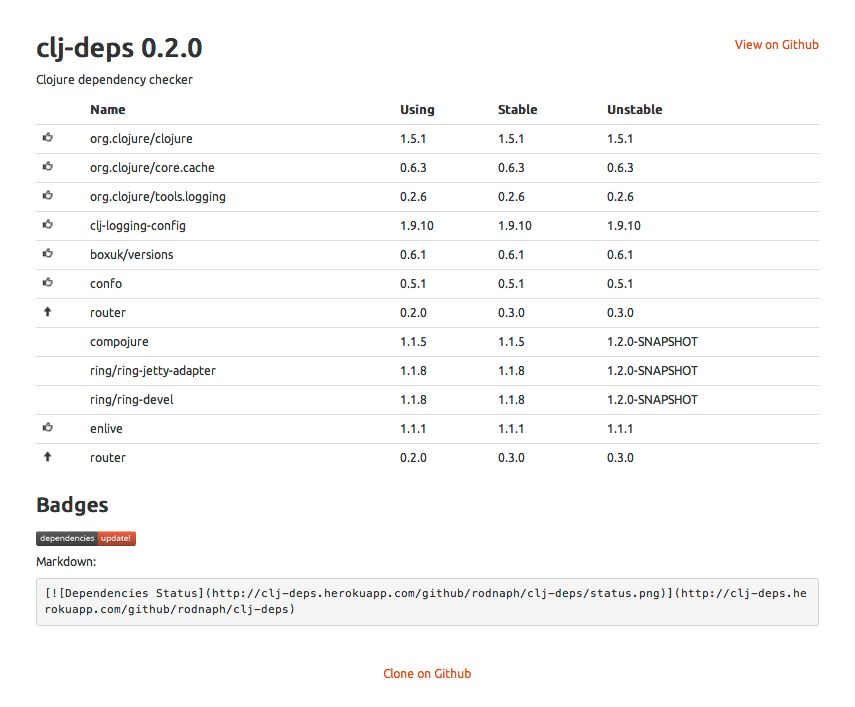 clj-deps 0.2.0
View on Github
Clojure dependency checker
Name Using Stable Unstable
org.clojure/clojure 1.5.1 1.5.1 1.5.1
org.clojure/core.cache 0.6.3 0.6.3 0.6.3
org.clojure/tools.logging 0.2.6 0.2.6 0.2.6
clj-logging-config 1.9.10 1.9.10 1.9.10
boxuk/versions 0.6.1 0.6.1 0.6.1
confo 0.5.1 0.5.1 0.5.1
router 0.2.0 0.3.0 0.3.0
compojure 1.1.5 1.1.5 1.2.0-SNAPSHOT
ring/ring-jetty-adapter 1.1.8 1.1.8 1.2.0-SNAPSHOT
ring/ring-devel 1.1.8 1.1.8 1.2.0-SNAPSHOT
enlive 1.1.1 1.1.1 1.1.1
router 0.2.0 0.3.0 0.3.0
Badges
dependencies update!
Markdown:
[![Dependencies Status](http://clj-deps.herokuapp.com/github/rodnaph/clj-deps/status.png)](http://clj-deps.he
rokuapp.com/github/rodnaph/clj-deps)
Clone on Github